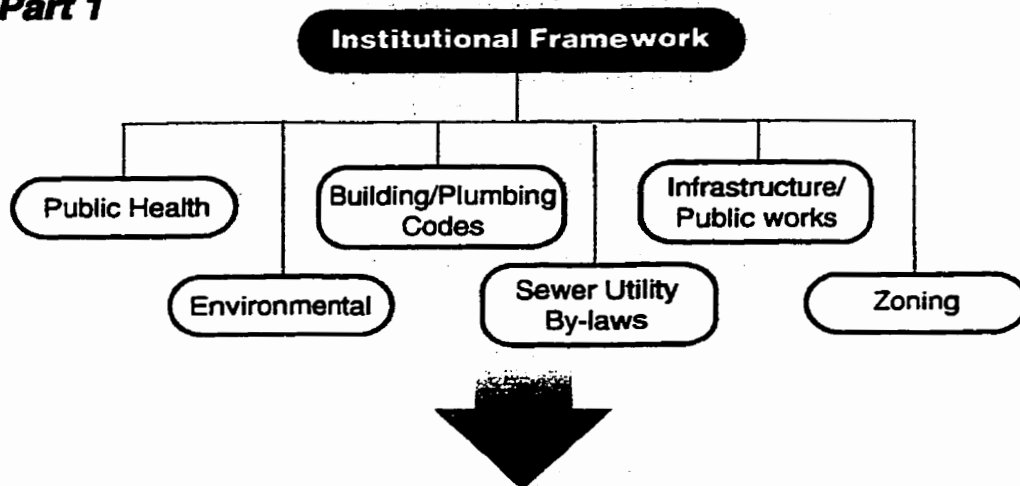 Part 1
Institutional Framework
Public Health
Building/Plumbing
Codes
Infrastructure/
Public works
Environmental
Sewer Utility
By-laws
Zoning